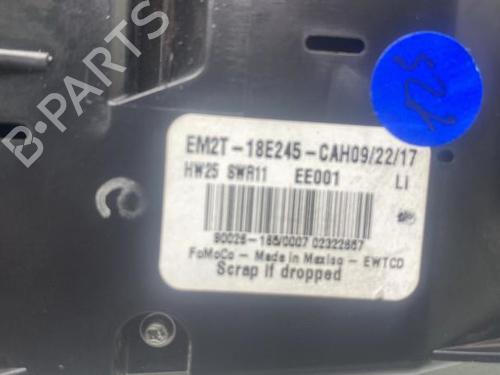 B-PARTS
EM2T-18E245-CAH09/22/17
HW25 SWR11 EE001 LI
90026-185/0007 02322867
FoMoCo - Made in Mexico - EWTCD
Scrap if dropped